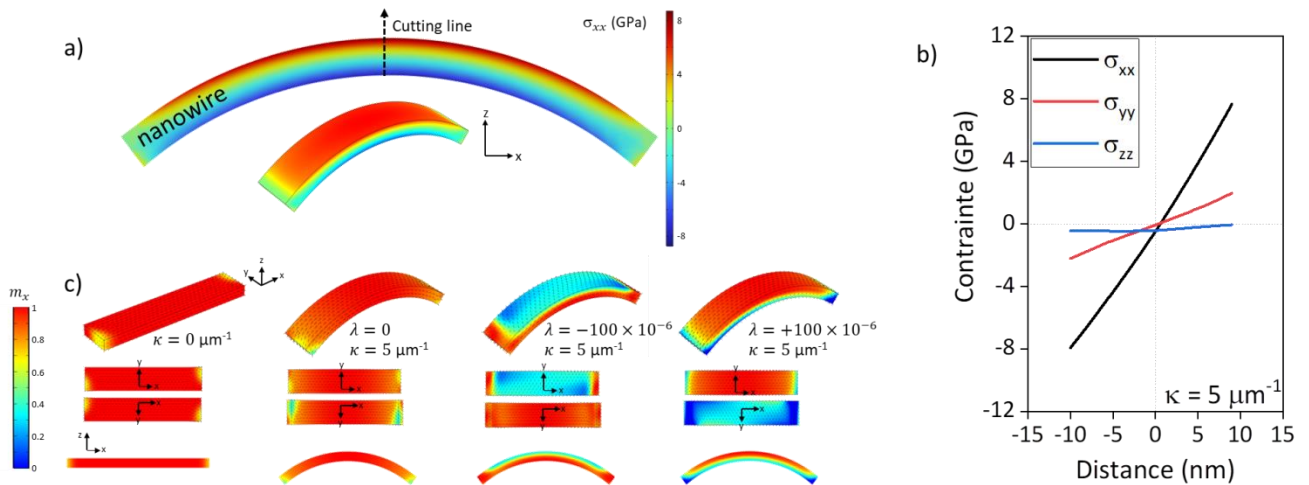 a)
Cutting line
nanowire
z
x
σxx (GPa)
8
4
0
-4
-8
b)
σxx
σyy
σzz
Contrainte (GPa)
12
8
4
0
-4
-8
-12
-15 -10 -5 0 5 10 15
Distance (nm)
κ = 5 µm⁻¹
c)
mx
1
0.8
0.6
0.4
0.2
0
y z x
κ = 0 µm⁻¹
λ = 0
κ = 5 µm⁻¹
λ = −100 × 10⁻⁶
κ = 5 µm⁻¹
λ = +100 × 10⁻⁶
κ = 5 µm⁻¹
y x
y x
y x
y x
x y
x y
x y
x y
z
x